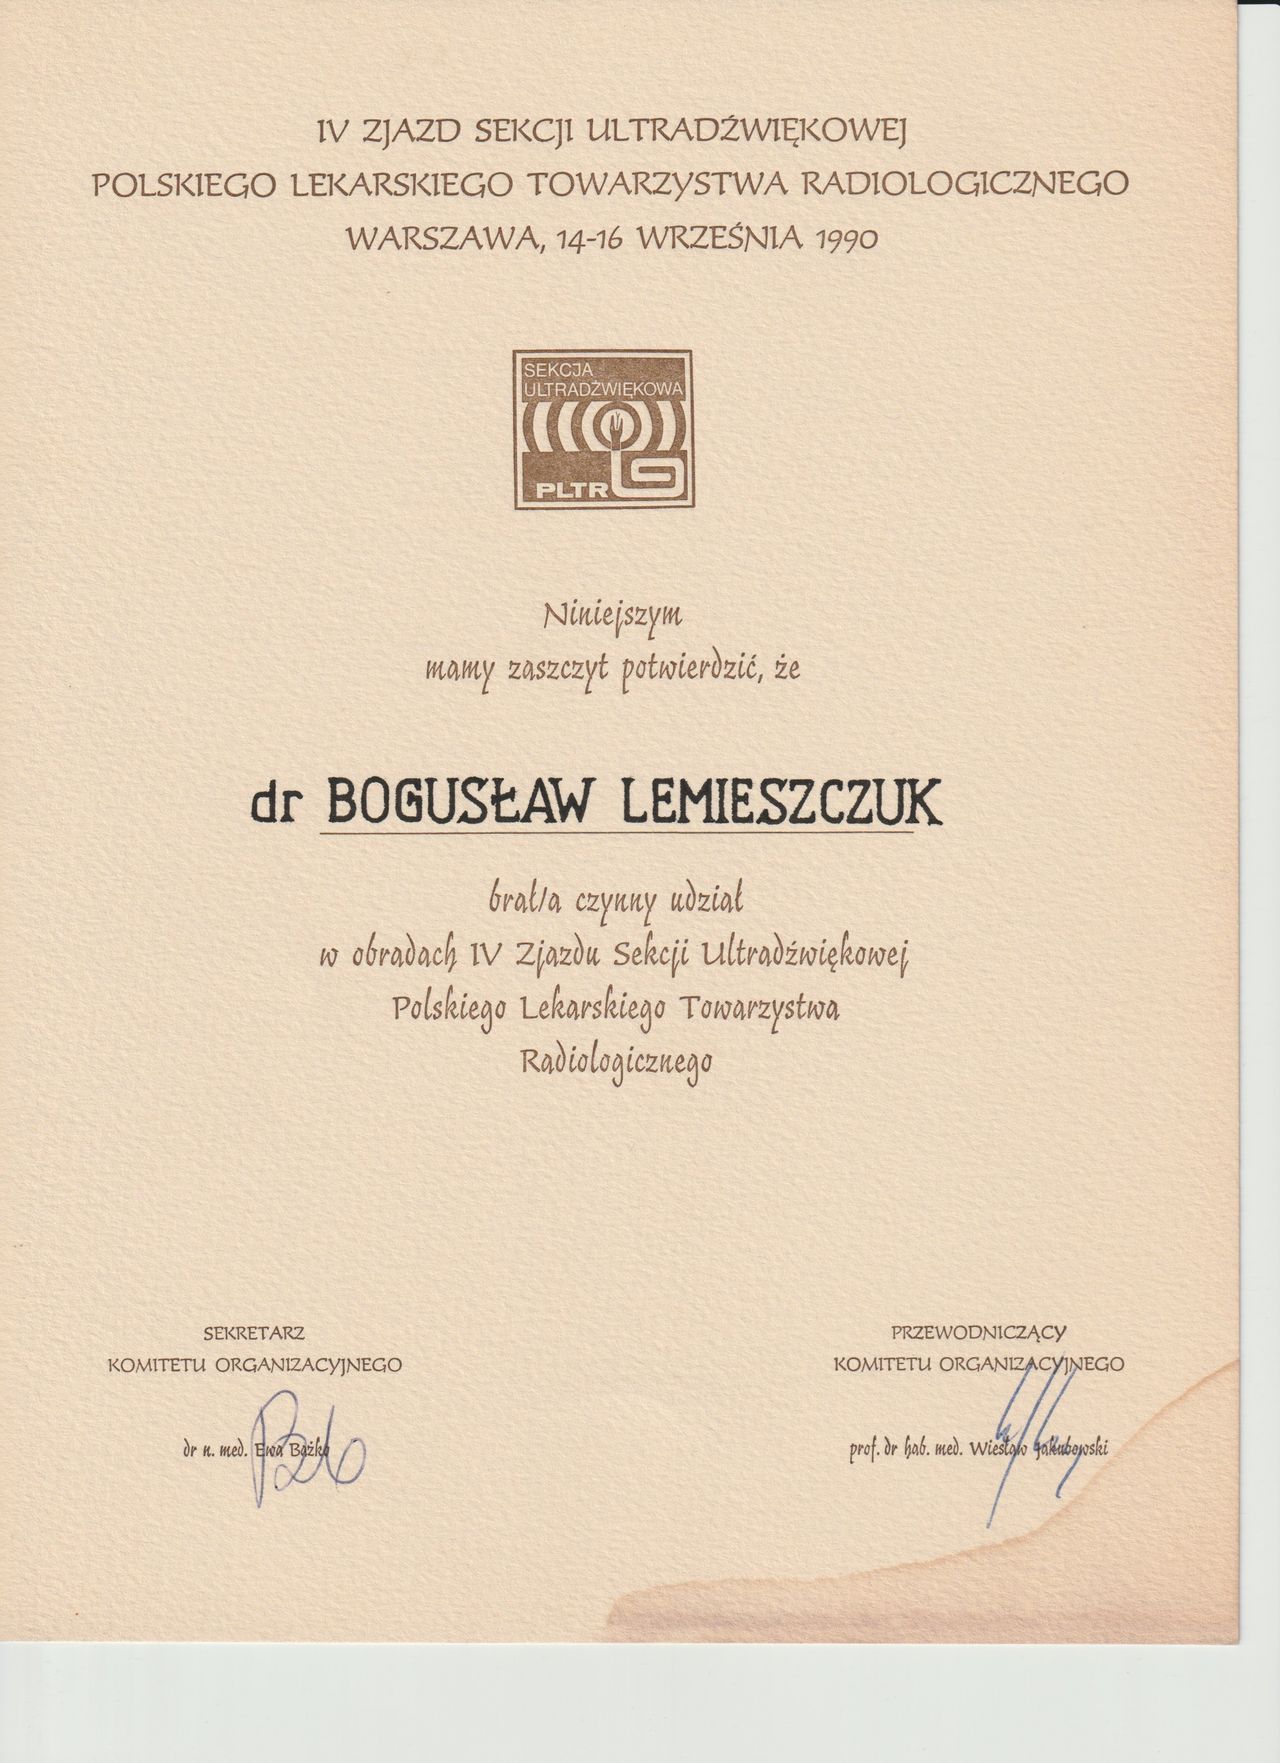 IV ZJAZD SEKCJI ULTRADŹWIĘKOWEJ
POLSKIEGO LEKARSKIEGO TOWARZYSTWA RADIOLOGICZNEGO
WARSZAWA, 14-16 WRZEŚNIA 1990
SEKCJA
ULTRADŹWIĘKOWA
PLTR
Niniejszym
mamy zaszczyt potwierdzić, że
dr BOGUSŁAW LEMIESZCZUK
brał/a czynny udział
w obradach IV Zjazdu Sekcji Ultradźwiękowej
Polskiego Lekarskiego Towarzystwa
Radiologicznego
SEKRETARZ
KOMITETU ORGANIZACYJNEGO
dr n. med. Ewa Bażko
PRZEWODNICZĄCY
KOMITETU ORGANIZACYJNEGO
prof. dr hab. med. Wiesław Jakubowski